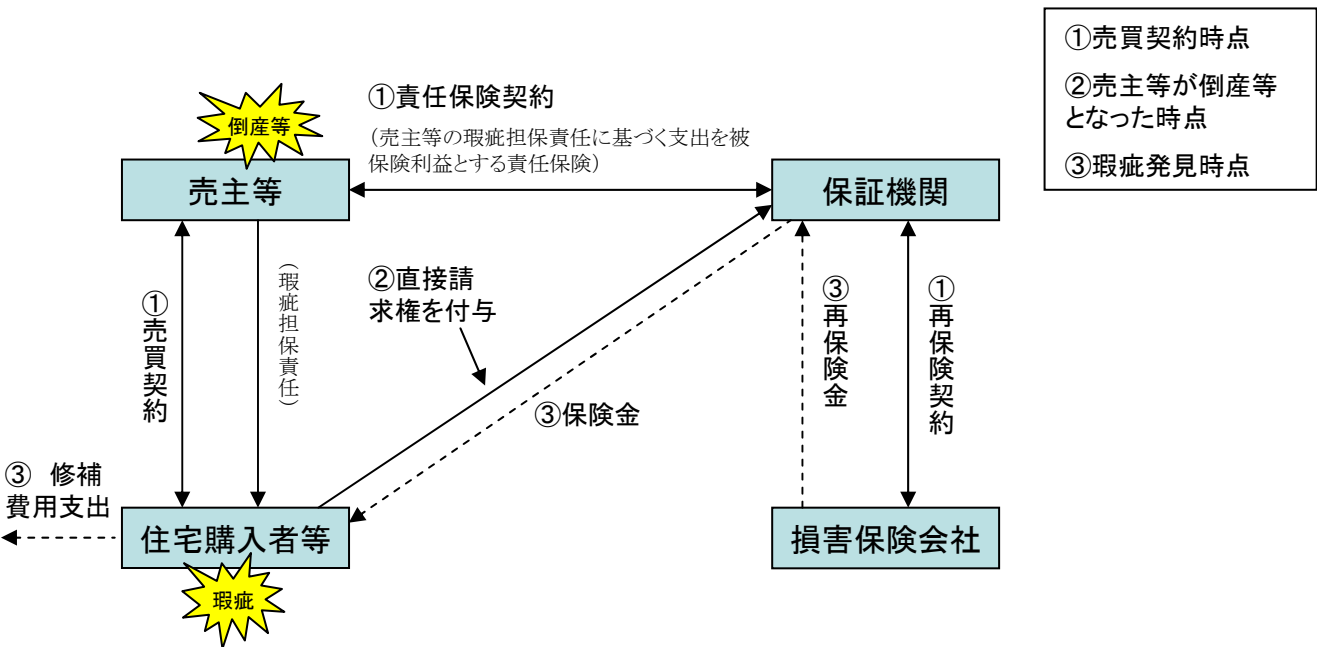 ①売買契約時点
②売主等が倒産等
となった時点
③瑕疵発見時点
倒産等
①責任保険契約
（売主等の瑕疵担保責任に基づく支出を被
保険利益とする責任保険）
売主等
保証機関
①売買契約
（瑕疵担保責任）
②直接請
求権を付与
③保険金
③再保険金
①再保険契約
③　修補
費用支出
住宅購入者等
損害保険会社
瑕疵